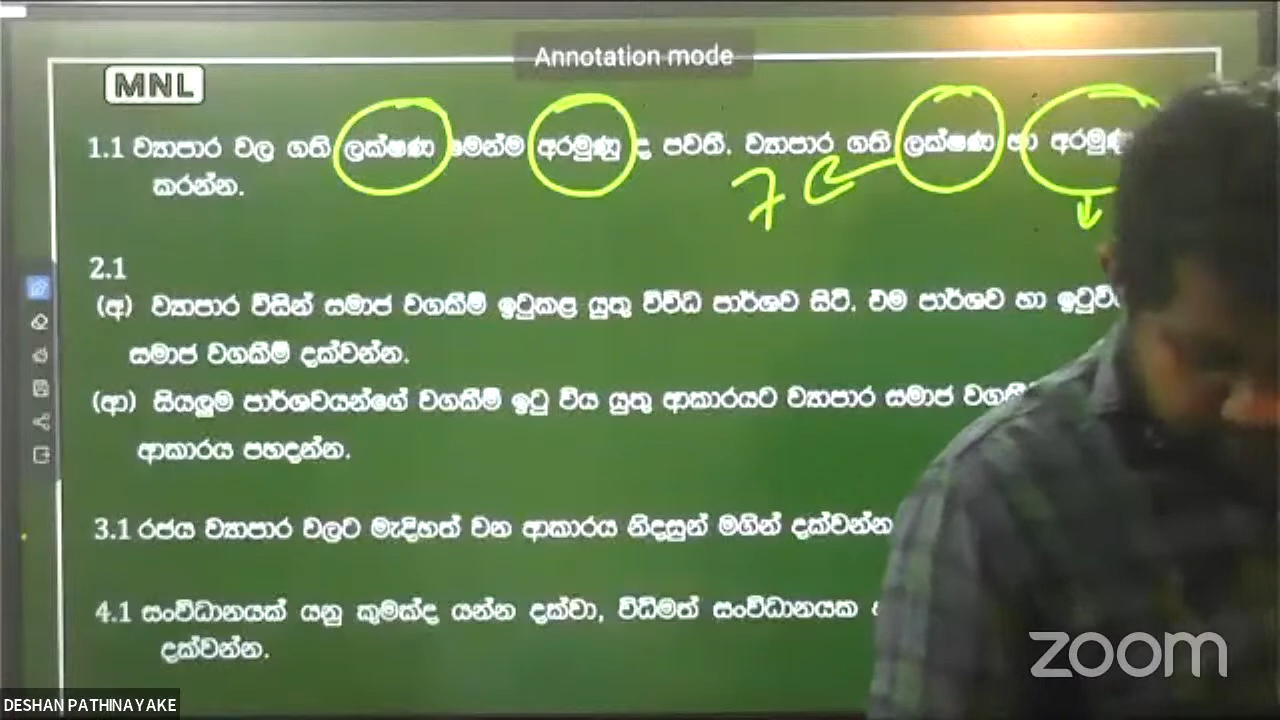 Annotation mode
MNL
1.1 ව්‍යාපාර වල ගති ලක්ෂණ මෙන්ම අරමුණු ද පවතී. ව්‍යාපාර ගති ලක්ෂණ හා
කරන්න.
7
2.1
(අ) ව්‍යාපාර විසින් සමාජ වගකීම් ඉටුකළ යුතු විවිධ පාර්ශව සිටී. එම පාර්ශව හා
සමාජ වගකීම් දක්වන්න.
(ආ) සියලුම පාර්ශවයන්ගේ වගකීම් ඉටු විය යුතු ආකාරයට ව්‍යාපාර සමාජ
ආකාරය පහදන්න.
3.1 රජය ව්‍යාපාර වලට මැදිහත් වන ආකාරය නිදසුන් මගින් දක්වන්න
4.1 සංවිධානයක් යනු කුමක්ද යන්න දක්වා, විධිමත් සංවිධානයක
දක්වන්න.
zoom
DESHAN PATHINAYAKE